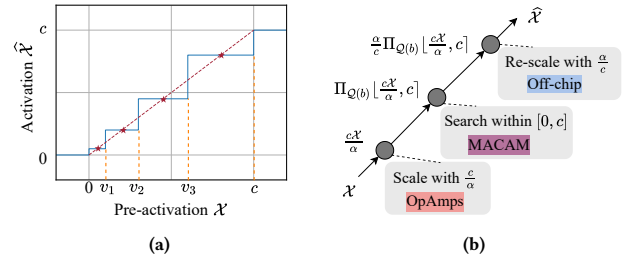 c
0
Activation 𝒳̂
0 v₁ v₂ v₃ c
Pre-activation 𝒳
(a)
𝒳̂
α/c Π_𝒬(b)⌊c𝒳/α, c⌉
Re-scale with α/c
Off-chip
Π_𝒬(b)⌊c𝒳/α, c⌉
Search within [0, c]
MACAM
c𝒳/α
Scale with c/α
OpAmps
𝒳
(b)